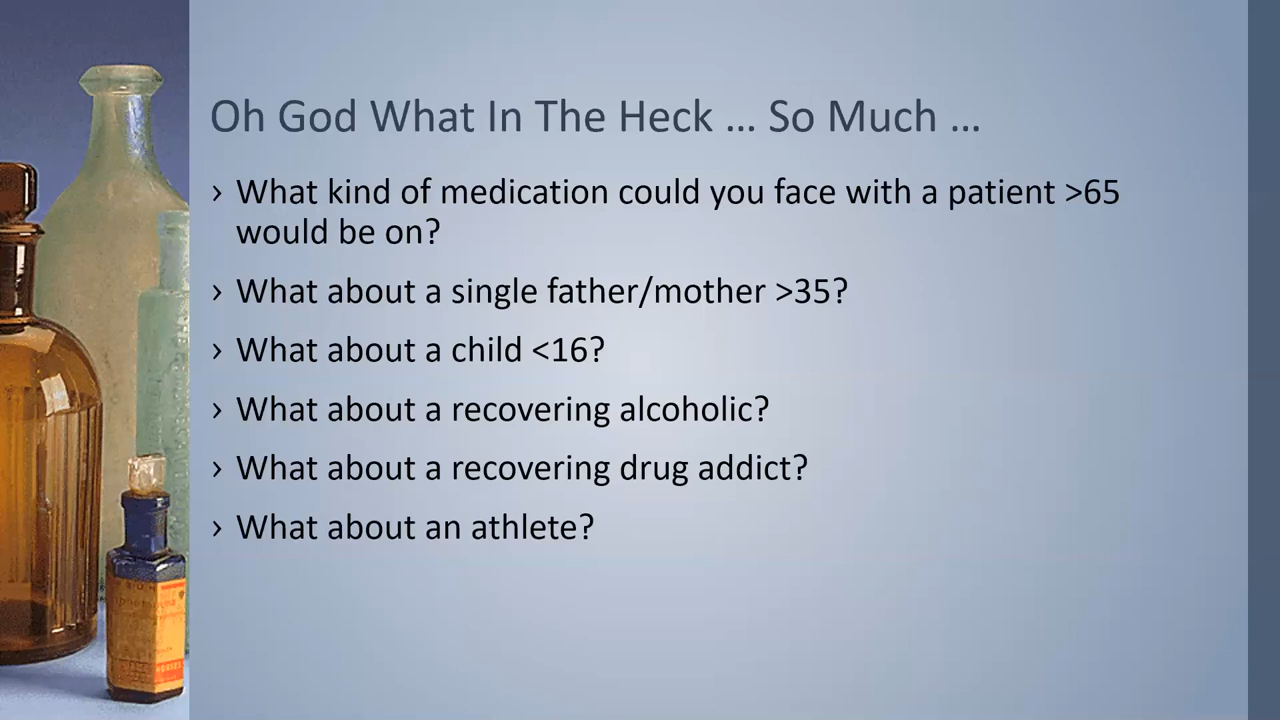 Oh God What In The Heck … So Much …
› What kind of medication could you face with a patient >65
would be on?
› What about a single father/mother >35?
› What about a child <16?
› What about a recovering alcoholic?
› What about a recovering drug addict?
› What about an athlete?